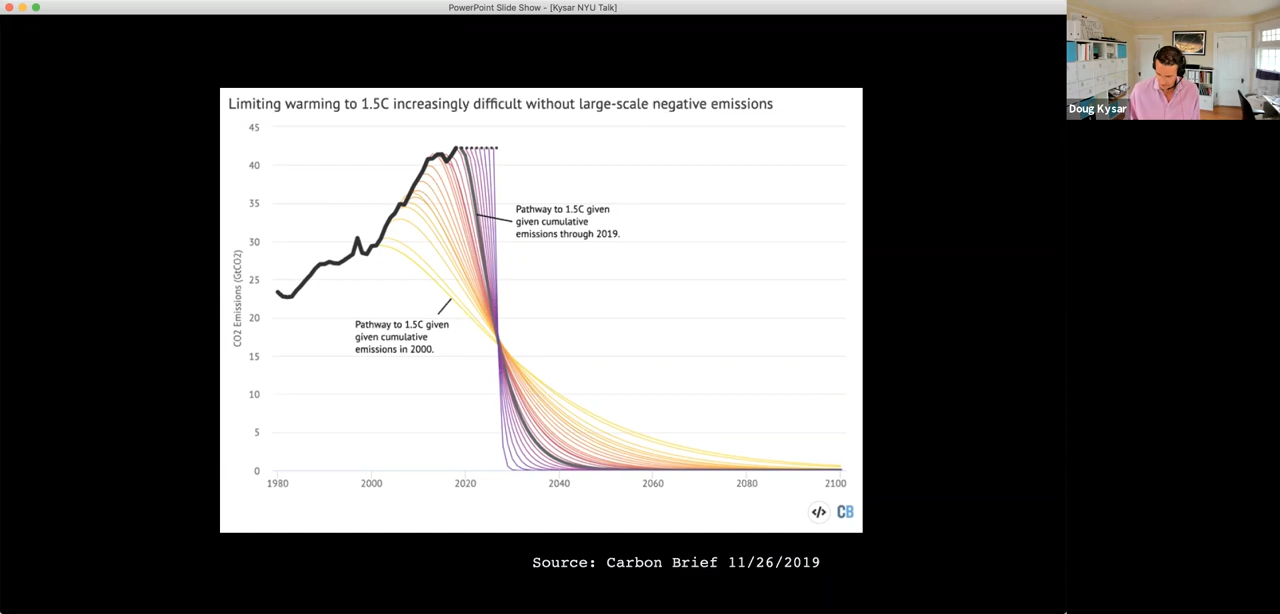 PowerPoint Slide Show - [Kysar NYU Talk]
Doug Kysar
Limiting warming to 1.5C increasingly difficult without large-scale negative emissions
45
40
35
30
25
20
15
10
5
0
CO2 Emissions (GtCO2)
Pathway to 1.5C given
given cumulative
emissions through 2019.
Pathway to 1.5C given
given cumulative
emissions in 2000.
1980 2000 2020 2040 2060 2080 2100
</> CB
Source: Carbon Brief 11/26/2019